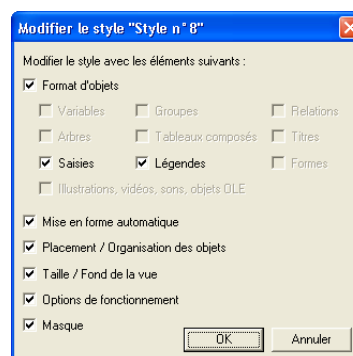 Modifier le style "Style n°8"
Modifier le style avec les éléments suivants :
Format d'objets
Variables Groupes Relations
Arbres Tableaux composés Titres
Saisies Légendes Formes
Illustrations, vidéos, sons, objets OLE
Mise en forme automatique
Placement / Organisation des objets
Taille / Fond de la vue
Options de fonctionnement
Masque
OK Annuler